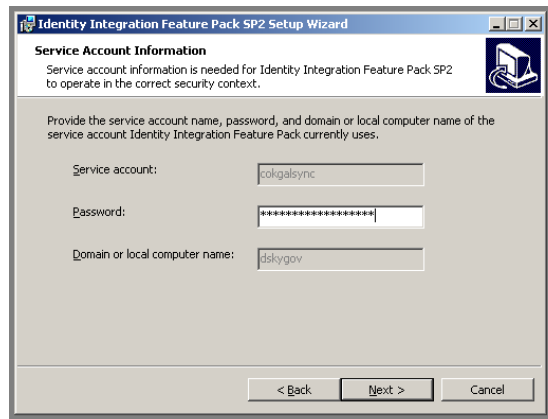 Identity Integration Feature Pack SP2 Setup Wizard
Service Account Information
Service account information is needed for Identity Integration Feature Pack SP2
to operate in the correct security context.
Provide the service account name, password, and domain or local computer name of the
service account Identity Integration Feature Pack currently uses.
Service account:
cokgalsync
Password:
******************
Domain or local computer name:
dskygov
< Back
Next >
Cancel